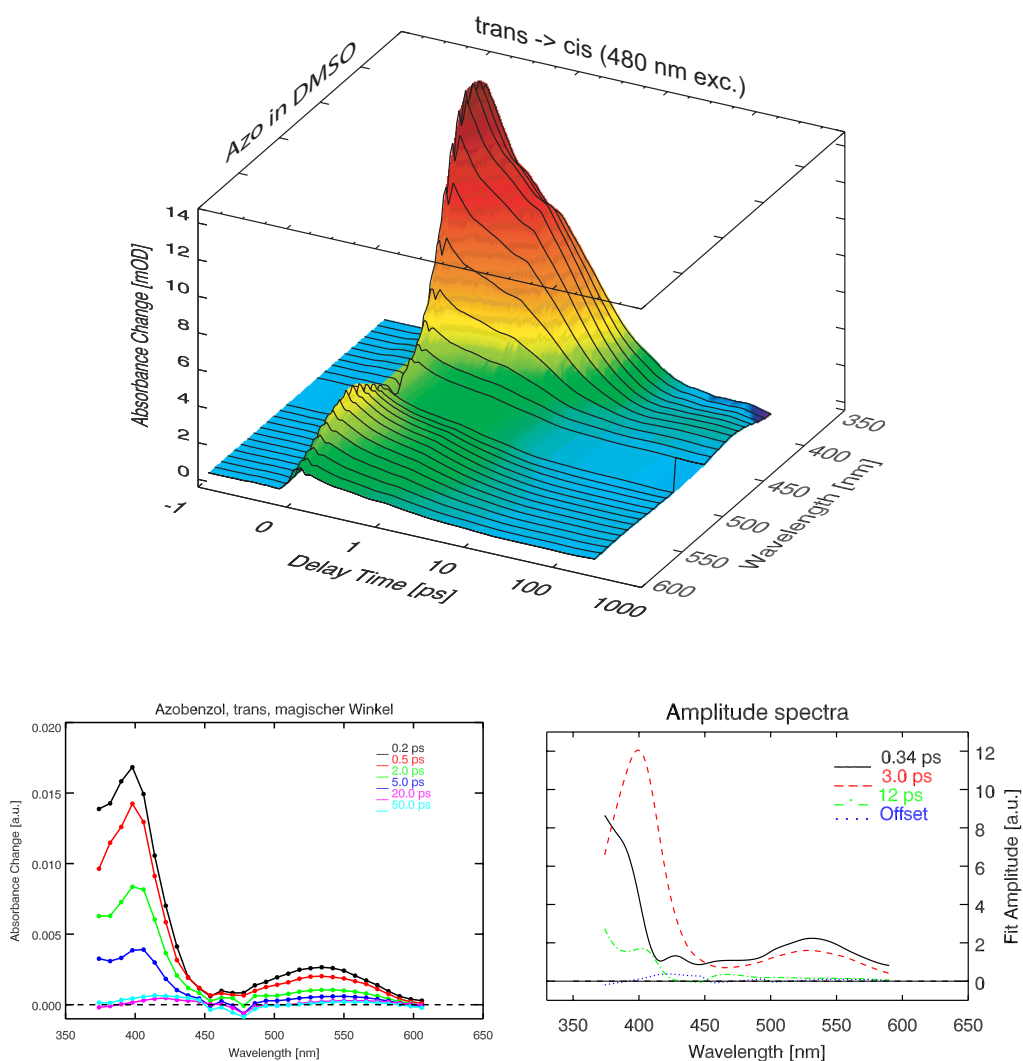 trans -> cis (480 nm exc.)
Azo in DMSO
14
12
10
8
6
4
2
0
Absorbance Change [mOD]
-1
0
1
10
100
1000
Delay Time [ps]
350
400
450
500
550
600
Wavelength [nm]
Azobenzol, trans, magischer Winkel
0.020
0.015
0.010
0.005
0.000
Absorbance Change [a.u.]
0.2 ps
0.5 ps
2.0 ps
5.0 ps
20.0 ps
50.0 ps
350
400
450
500
550
600
650
Wavelength [nm]
Amplitude spectra
0.34 ps
3.0 ps
12 ps
Offset
12
10
8
6
4
2
0
Fit Amplitude [a.u.]
350
400
450
500
550
600
650
Wavelength [nm]